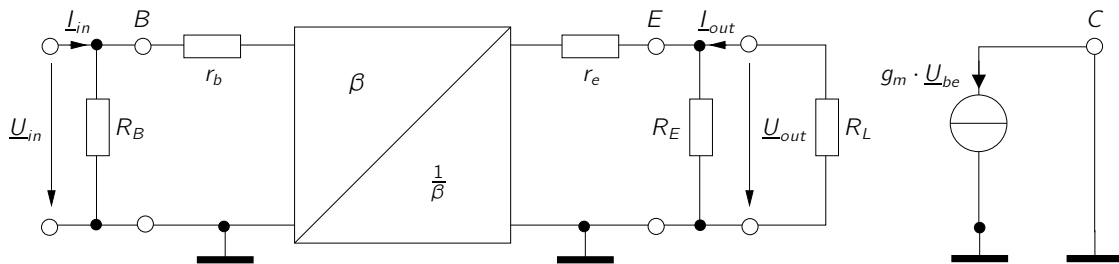 I_in B E I_out C
r_b r_e
β g_m · U_be
U_in R_B R_E U_out R_L
1/β